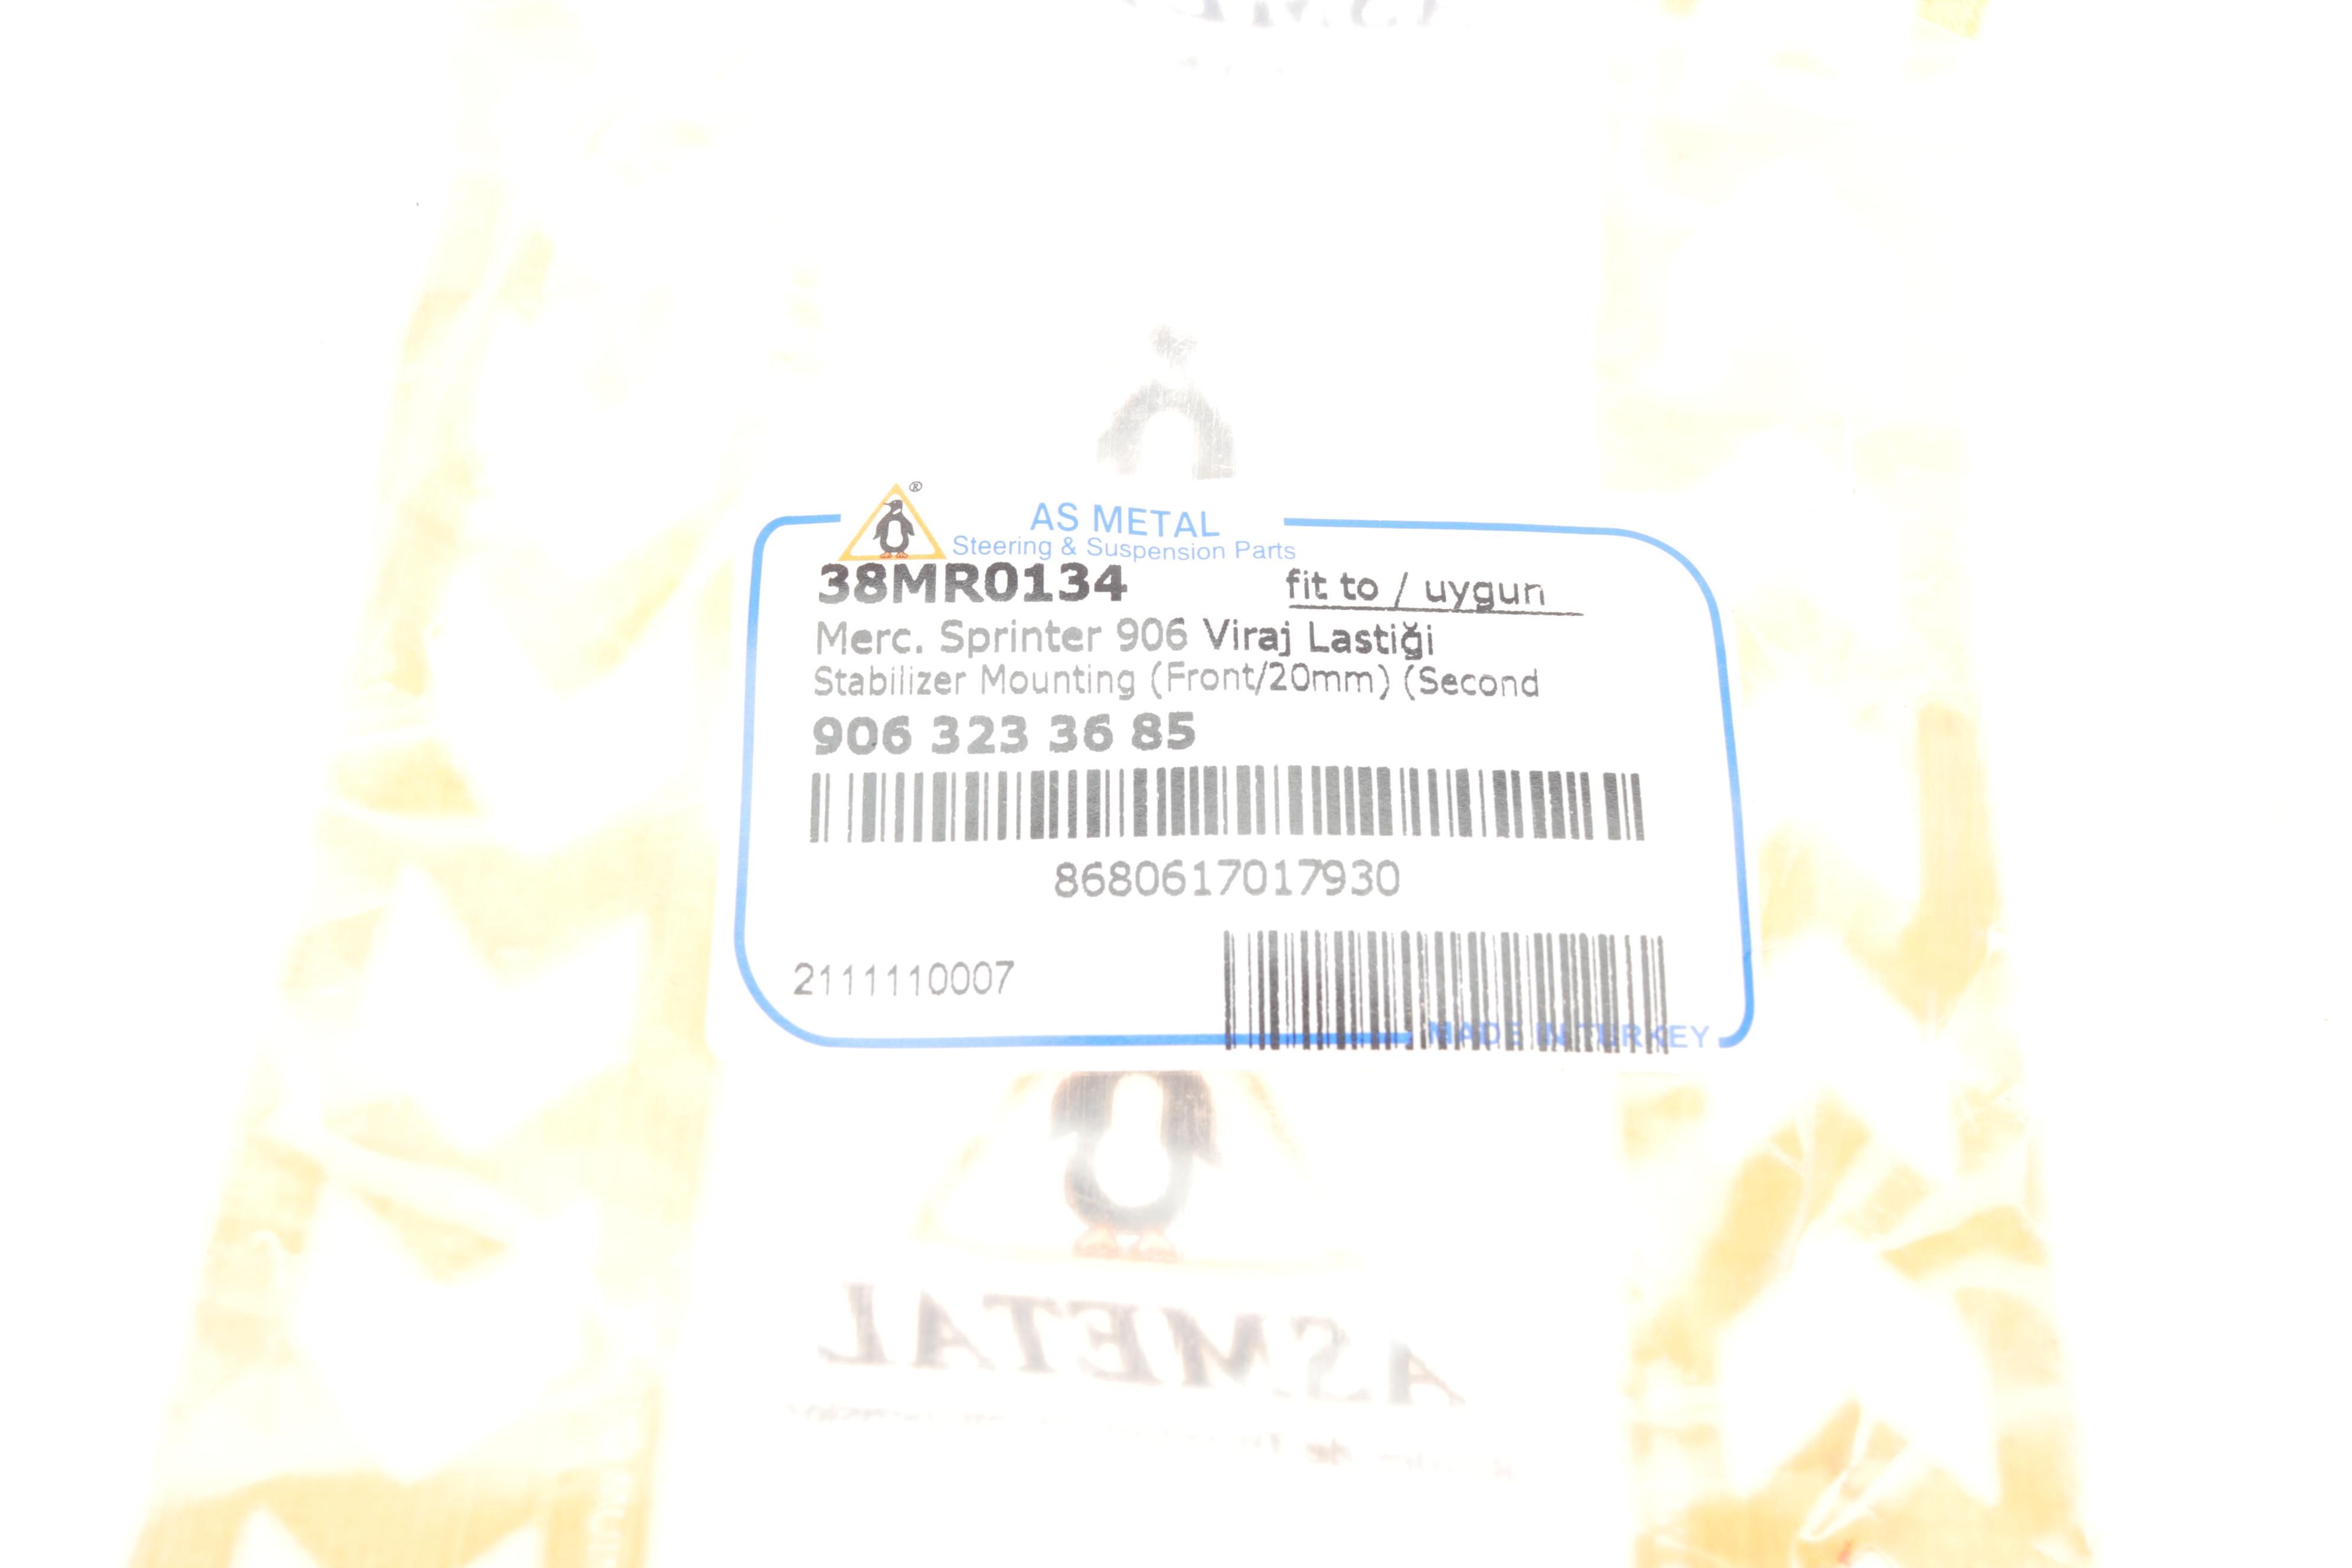 ®
AS METAL
Steering & Suspension Parts
38MR0134 fit to / uygun
Merc. Sprinter 906 Viraj Lastiği
Stabilizer Mounting (Front/20mm) (Second
906 323 36 85
8680617017930
2111110007
MADE IN TURKEY
ASMETAL